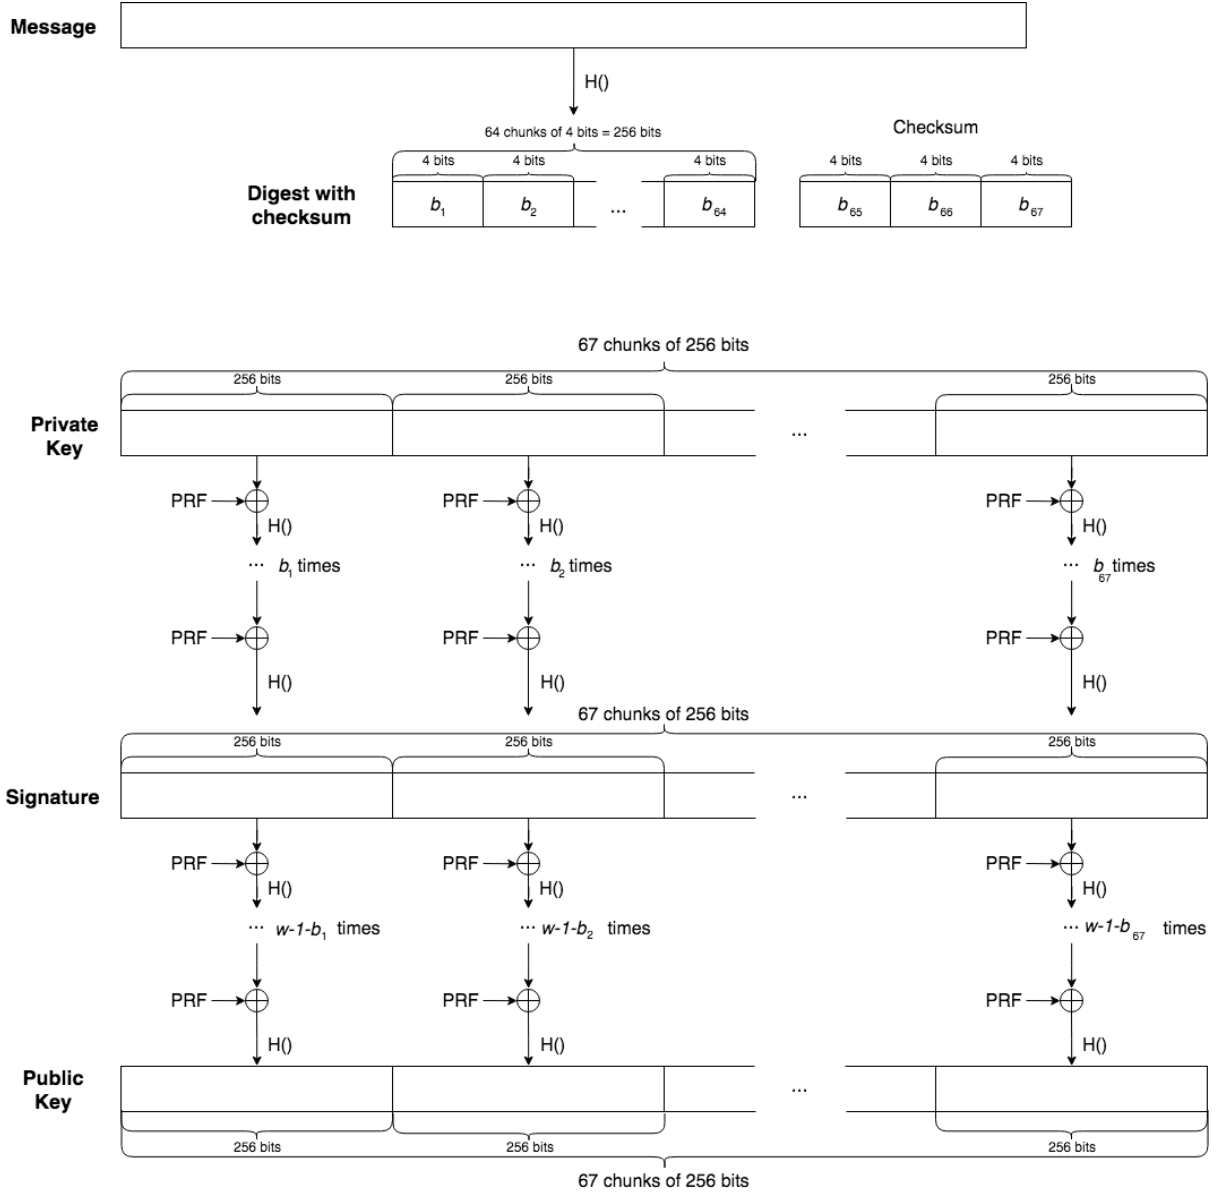 Message
H()
64 chunks of 4 bits = 256 bits
Checksum
4 bits 4 bits 4 bits 4 bits 4 bits 4 bits
Digest with
checksum
b1 b2 ... b64 b65 b66 b67
67 chunks of 256 bits
256 bits 256 bits 256 bits
Private
Key
...
PRF PRF PRF
H() H() H()
... b1 times ... b2 times ... b67 times
PRF PRF PRF
H() H() H()
67 chunks of 256 bits
256 bits 256 bits 256 bits
Signature
...
PRF PRF PRF
H() H() H()
... w-1-b1 times ... w-1-b2 times ... w-1-b67 times
PRF PRF PRF
H() H() H()
Public
Key
...
256 bits 256 bits 256 bits
67 chunks of 256 bits